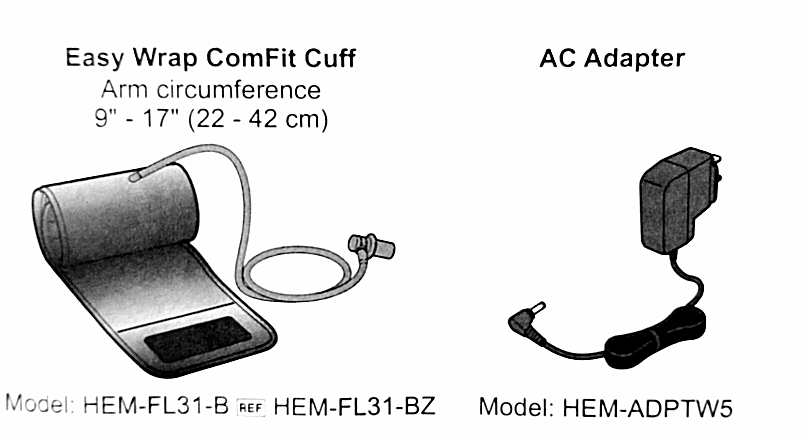 Easy Wrap ComFit Cuff
Arm circumference
9" - 17" (22 - 42 cm)
Model: HEM-FL31-B REF HEM-FL31-BZ
AC Adapter
Model: HEM-ADPTW5